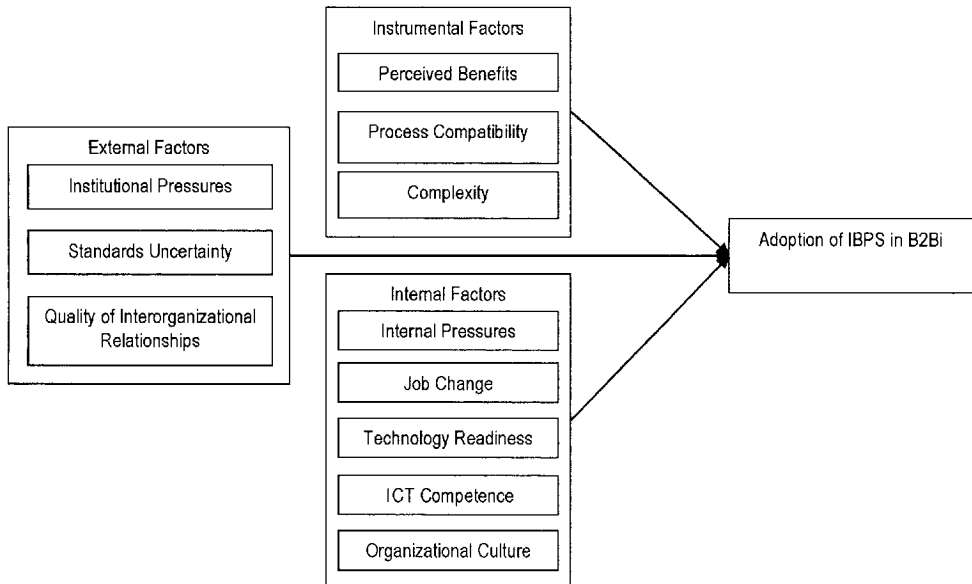 External Factors
Institutional Pressures
Standards Uncertainty
Quality of Interorganizational
Relationships
Instrumental Factors
Perceived Benefits
Process Compatibility
Complexity
Internal Factors
Internal Pressures
Job Change
Technology Readiness
ICT Competence
Organizational Culture
Adoption of IBPS in B2Bi